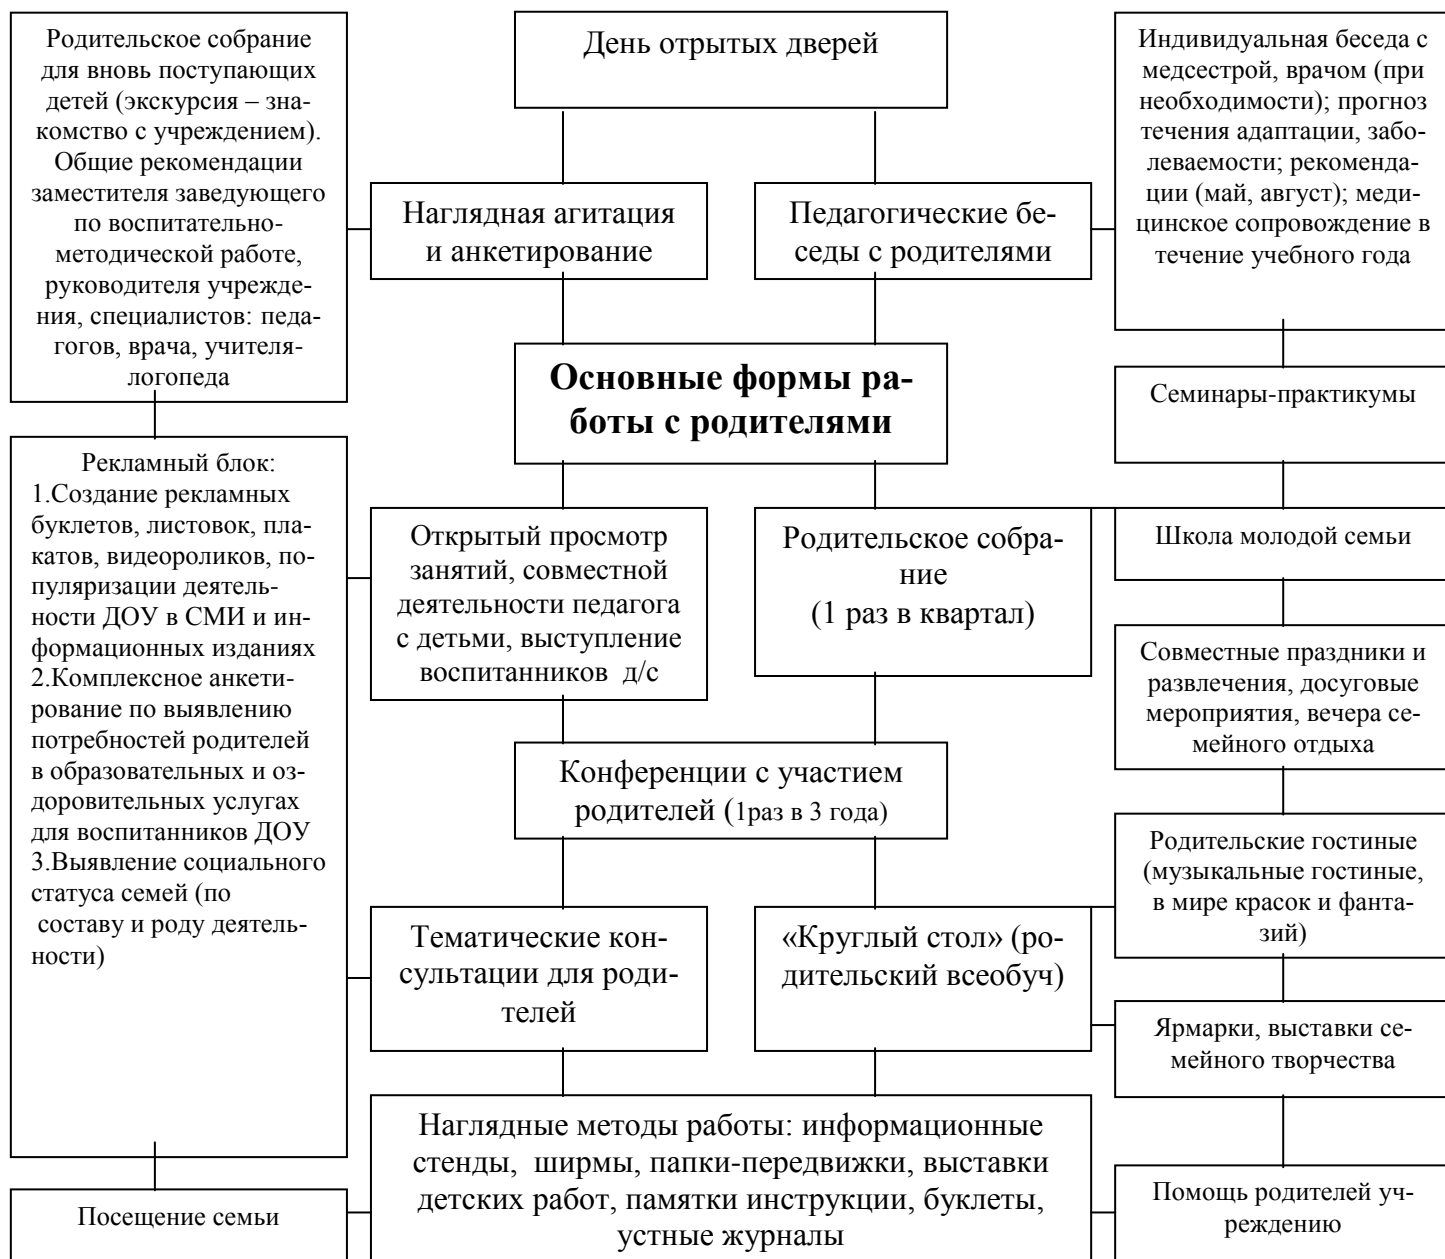 Родительское собрание
для вновь поступающих
детей (экскурсия – зна-
комство с учреждением).
Общие рекомендации
заместителя заведующего
по воспитательно-
методической работе,
руководителя учрежде-
ния, специалистов: педа-
гогов, врача, учителя-
логопеда
День отрытых дверей
Индивидуальная беседа с
медсестрой, врачом (при
необходимости); прогноз
течения адаптации, забо-
леваемости; рекоменда-
ции (май, август); меди-
цинское сопровождение в
течение учебного года
Наглядная агитация
и анкетирование
Педагогические бе-
седы с родителями
Основные формы ра-
боты с родителями
Семинары-практикумы
Рекламный блок:
1.Создание рекламных
буклетов, листовок, пла-
катов, видеороликов, по-
пуляризации деятель-
ности ДОУ в СМИ и ин-
формационных изданиях
2.Комплексное анкети-
рование по выявлению
потребностей родителей
в образовательных и оз-
доровительных услугах
для воспитанников ДОУ
3.Выявление социального
статуса семей (по
составу и роду деятель-
ности)
Открытый просмотр
занятий, совместной
деятельности педагога
с детьми, выступление
воспитанников д/с
Родительское собра-
ние
(1 раз в квартал)
Школа молодой семьи
Совместные праздники и
развлечения, досуговые
мероприятия, вечера се-
мейного отдыха
Конференции с участием
родителей (1раз в 3 года)
Родительские гостиные
(музыкальные гостиные,
в мире красок и фанта-
зий)
Тематические кон-
сультации для роди-
телей
«Круглый стол» (ро-
дительский всеобуч)
Ярмарки, выставки се-
мейного творчества
Наглядные методы работы: информационные
стенды, ширмы, папки-передвижки, выставки
детских работ, памятки инструкции, буклеты,
устные журналы
Посещение семьи
Помощь родителей уч-
реждению